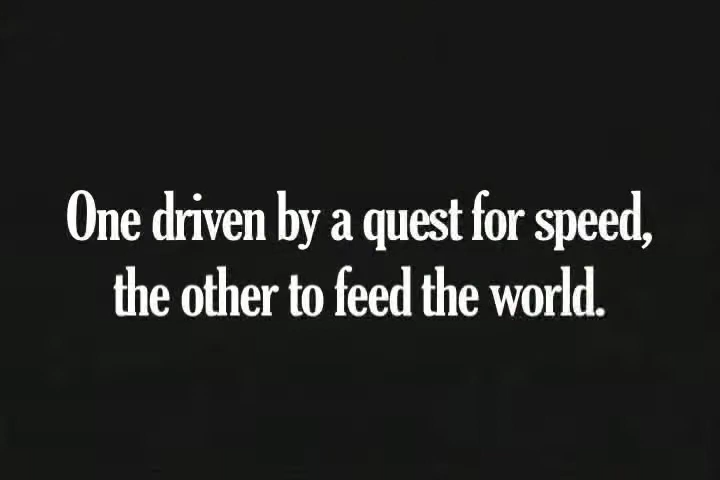 One driven by a quest for speed,
the other to feed the world.